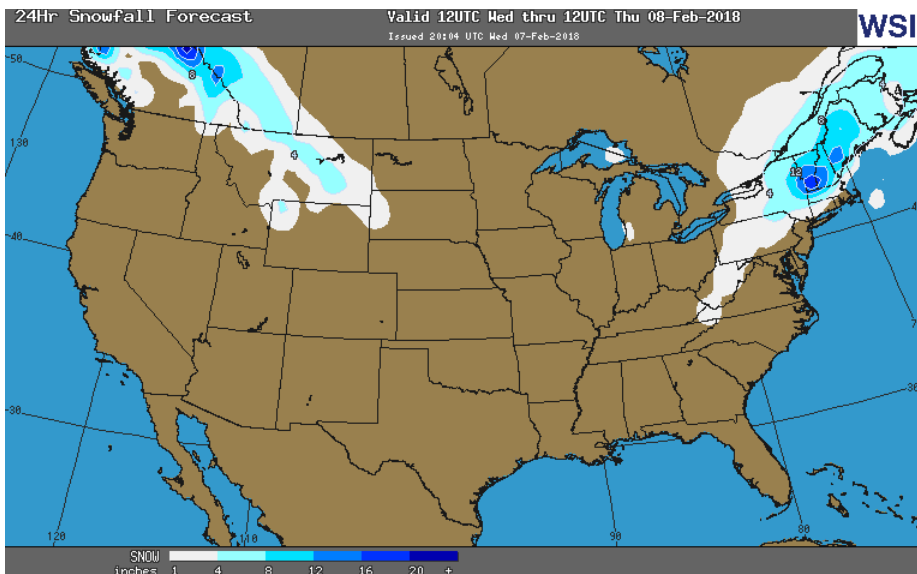 24Hr Snowfall Forecast
Valid 12UTC Wed thru 12UTC Thu 08-Feb-2018
Issued 20:04 UTC Wed 07-Feb-2018
WSI
50
8
8
130
4
12
4
40
30
30
120
110
90
80
SNOW
inches 1 4 8 12 16 20 +